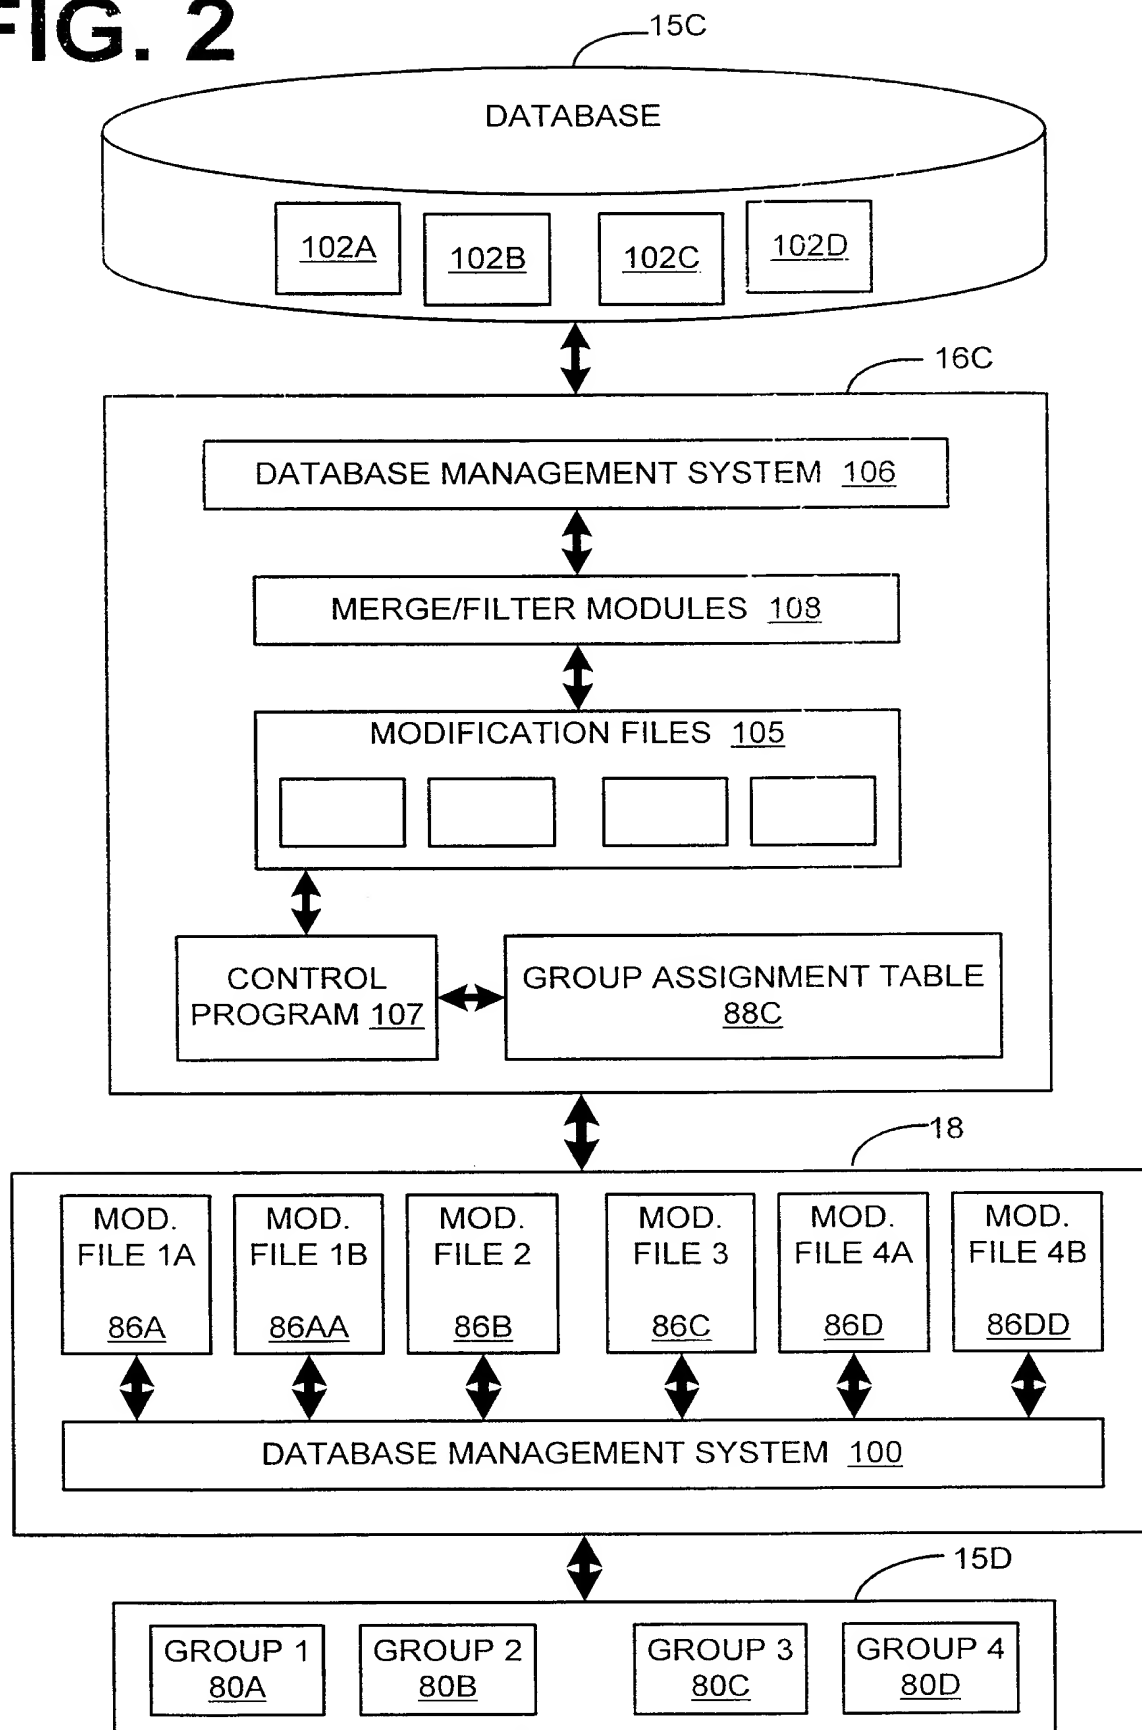 FIG. 2
15C
DATABASE
102A 102B 102C 102D
16C
DATABASE MANAGEMENT SYSTEM 106
MERGE/FILTER MODULES 108
MODIFICATION FILES 105
CONTROL
PROGRAM 107
GROUP ASSIGNMENT TABLE
88C
18
MOD.
FILE 1A
86A
MOD.
FILE 1B
86AA
MOD.
FILE 2
86B
MOD.
FILE 3
86C
MOD.
FILE 4A
86D
MOD.
FILE 4B
86DD
DATABASE MANAGEMENT SYSTEM 100
15D
GROUP 1
80A
GROUP 2
80B
GROUP 3
80C
GROUP 4
80D